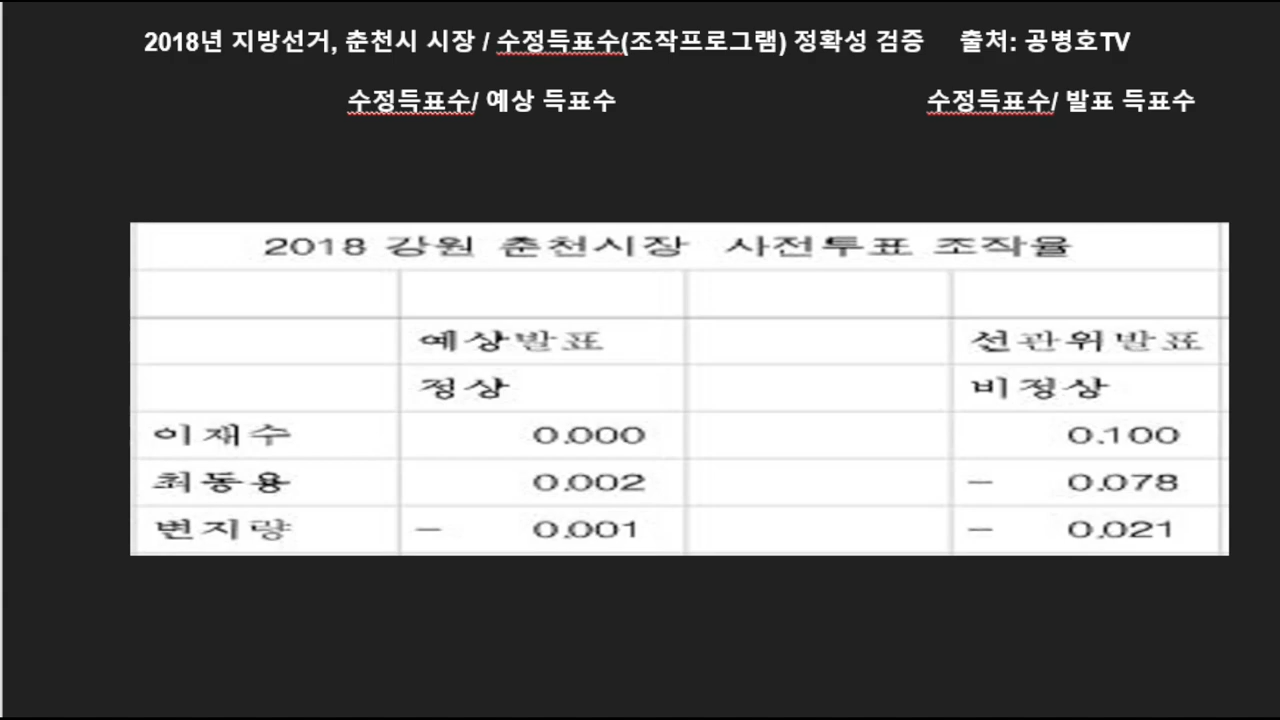 2018년 지방선거, 춘천시 시장 / 수정득표수(조작프로그램) 정확성 검증 출처: 공병호TV
수정득표수/ 예상 득표수 수정득표수/ 발표 득표수
2018 강원 춘천시장 사전투표 조작율
예상발표 선관위발표
정상 비정상
이재수 0.000 0.100
최동용 0.002 - 0.078
변지량 - 0.001 - 0.021